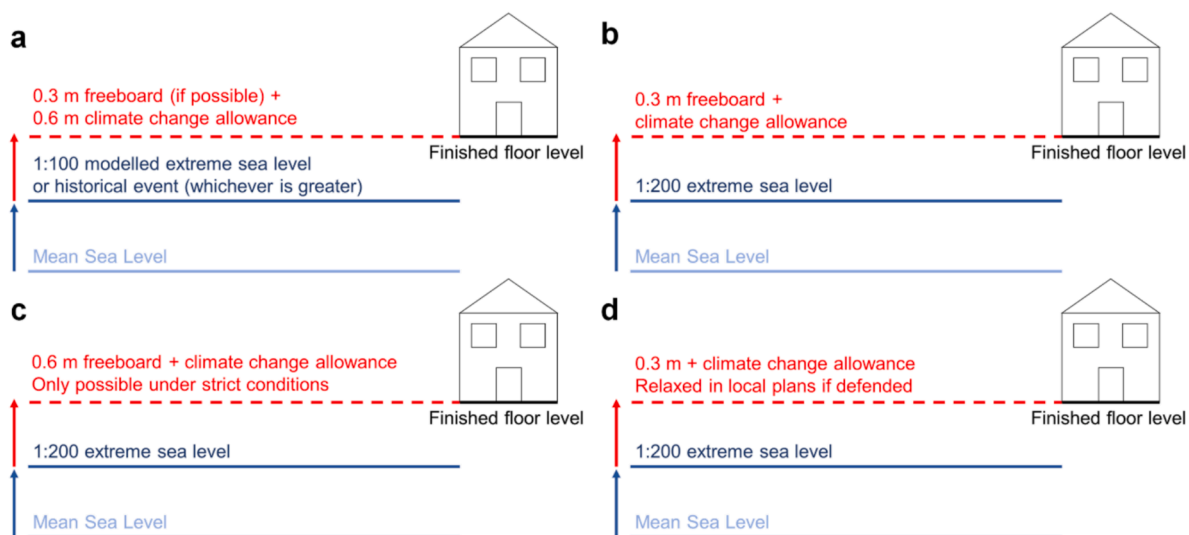 a
0.3 m freeboard (if possible) +
0.6 m climate change allowance
Finished floor level
1:100 modelled extreme sea level
or historical event (whichever is greater)
Mean Sea Level
b
0.3 m freeboard +
climate change allowance
Finished floor level
1:200 extreme sea level
Mean Sea Level
c
0.6 m freeboard + climate change allowance
Only possible under strict conditions
Finished floor level
1:200 extreme sea level
Mean Sea Level
d
0.3 m + climate change allowance
Relaxed in local plans if defended
Finished floor level
1:200 extreme sea level
Mean Sea Level